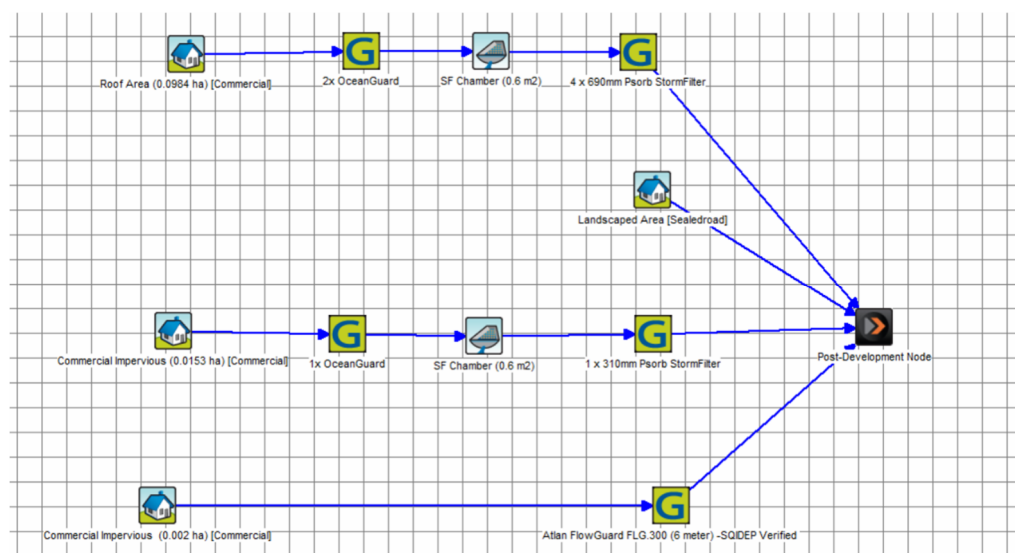 G
G
Roof Area (0.0984 ha) [Commercial]
2x OceanGuard
SF Chamber (0.6 m2)
4 x 690mm Psorb StormFilter
Landscaped Area [Sealedroad]
G
G
Commercial Impervious (0.0153 ha) [Commercial]
1x OceanGuard
SF Chamber (0.6 m2)
1 x 310mm Psorb StormFilter
Post-Development Node
G
Commercial Impervious (0.002 ha) [Commercial]
Atlan FlowGuard FLG.300 (6 meter) -SQIDEP Verified